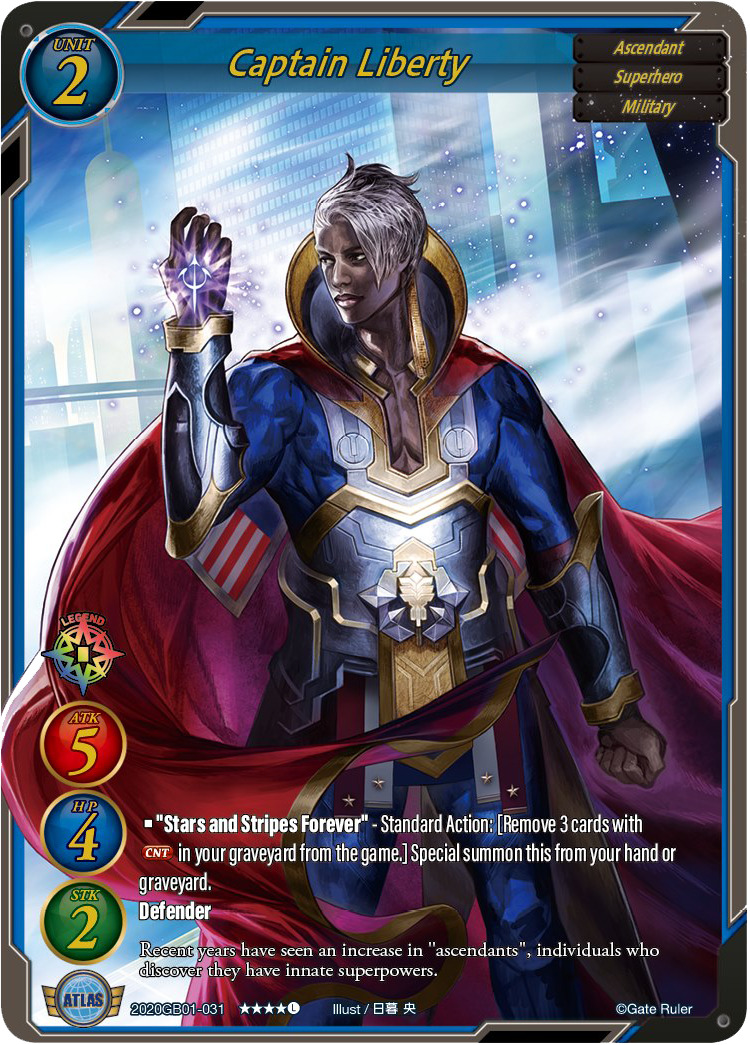 UNIT
2
Captain Liberty
Ascendant
Superhero
Military
LEGEND
ATK
5
HP
4
STK
2
▪ "Stars and Stripes Forever" - Standard Action: [Remove 3 cards with
CNT in your graveyard from the game.] Special summon this from your hand or
graveyard.
Defender
Recent years have seen an increase in "ascendants", individuals who
discover they have innate superpowers.
ATLAS
2020GB01-031 ★★★★Ⓛ Illust / 日暮 央 ©Gate Ruler